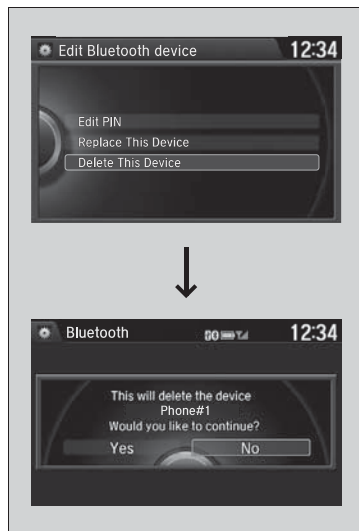 Edit Bluetooth device 12:34
Edit PIN
Replace This Device
Delete This Device
Bluetooth 12:34
This will delete the device
Phone#1
Would you like to continue?
Yes No